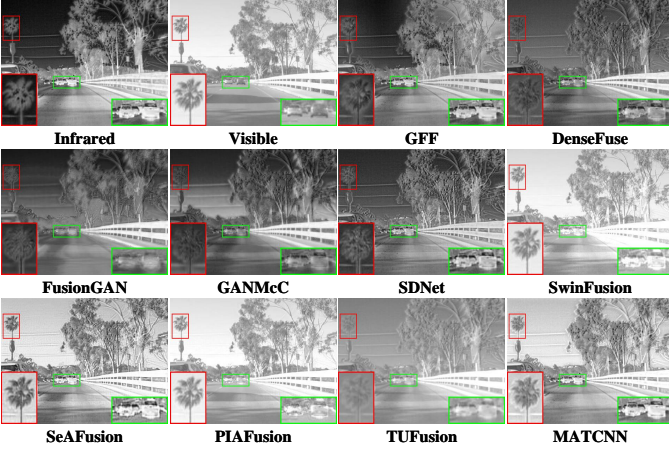 Infrared Visible GFF DenseFuse
FusionGAN GANMcC SDNet SwinFusion
SeAFusion PIAFusion TUFusion MATCNN